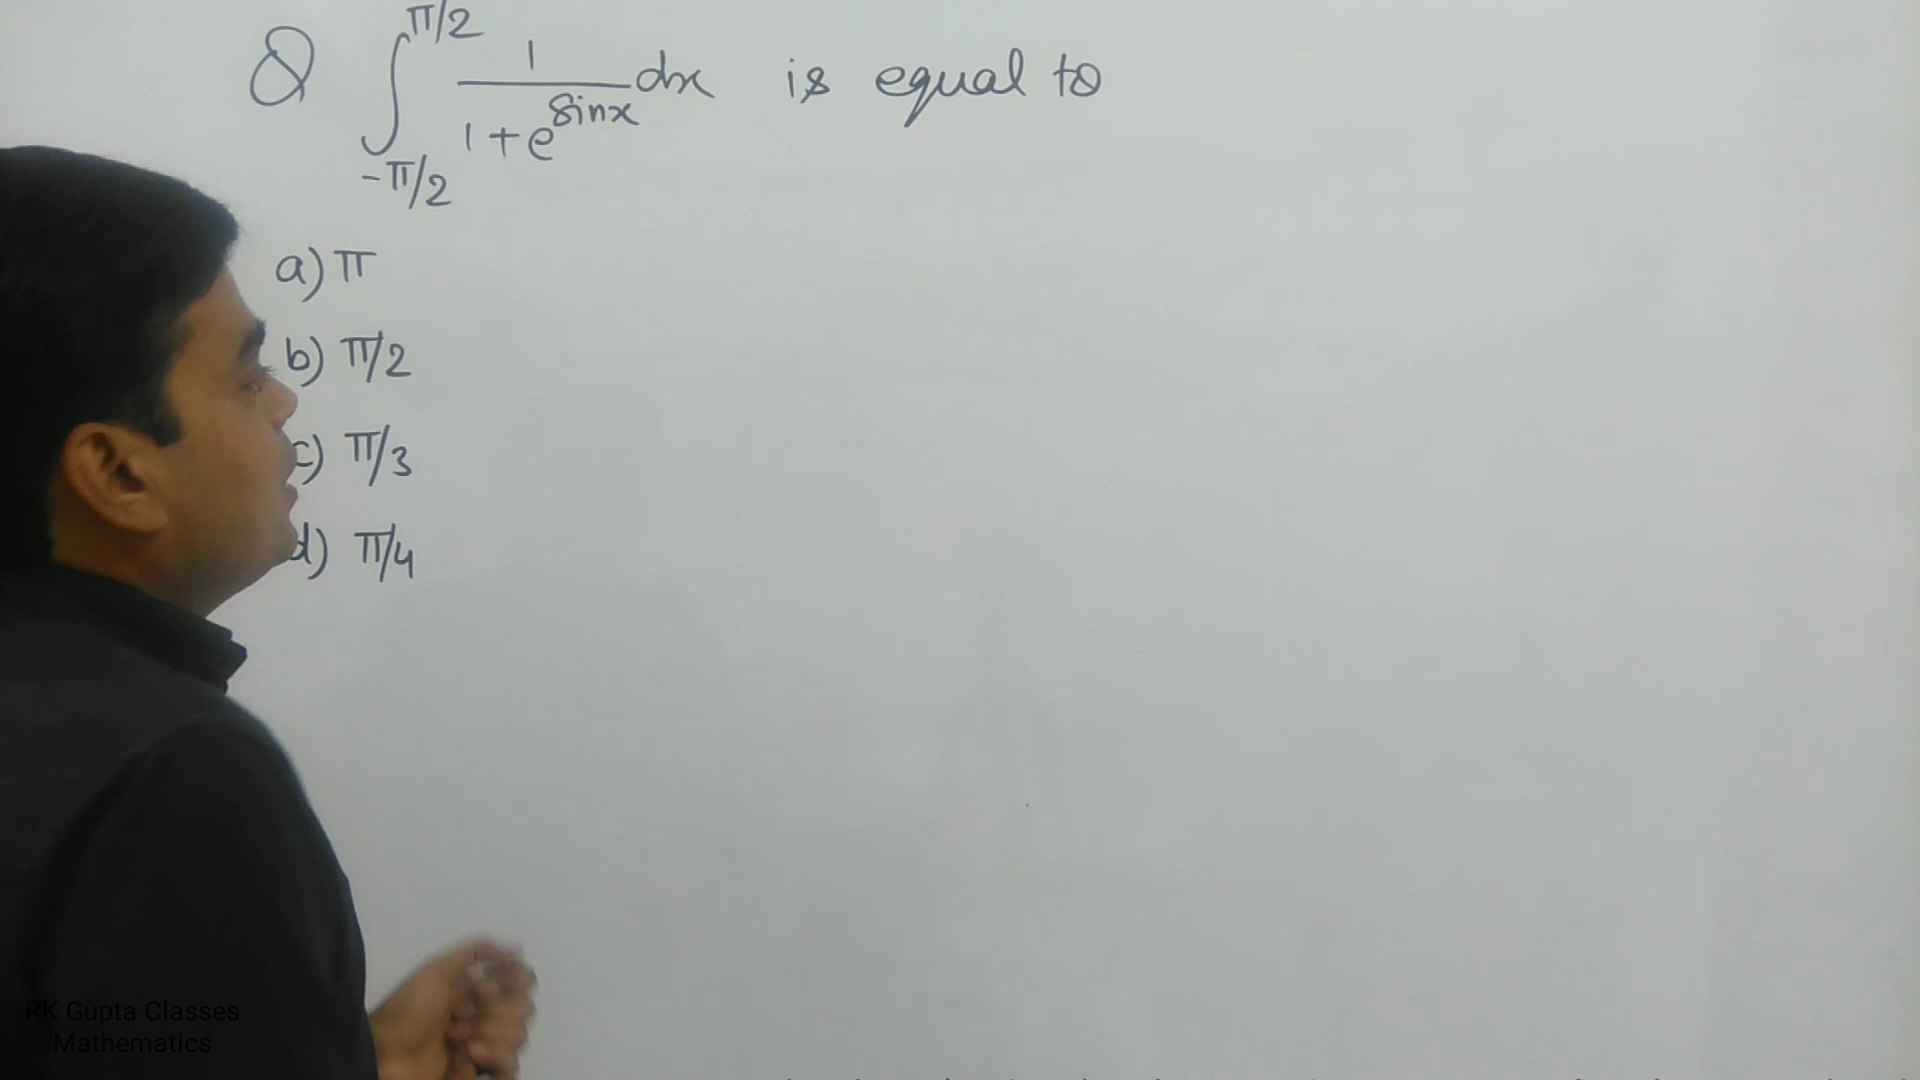 Q ∫_{-π/2}^{π/2} 1/(1+e^{sinx}) dx is equal to
a) π
b) π/2
c) π/3
d) π/4
RK Gupta Classes
Mathematics